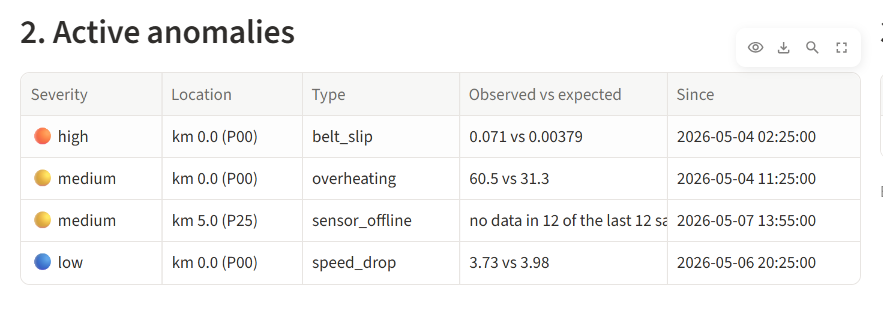 2. Active anomalies
Severity Location Type Observed vs expected Since
high km 0.0 (P00) belt_slip 0.071 vs 0.00379 2026-05-04 02:25:00
medium km 0.0 (P00) overheating 60.5 vs 31.3 2026-05-04 11:25:00
medium km 5.0 (P25) sensor_offline no data in 12 of the last 12 sa 2026-05-07 13:55:00
low km 0.0 (P00) speed_drop 3.73 vs 3.98 2026-05-06 20:25:00